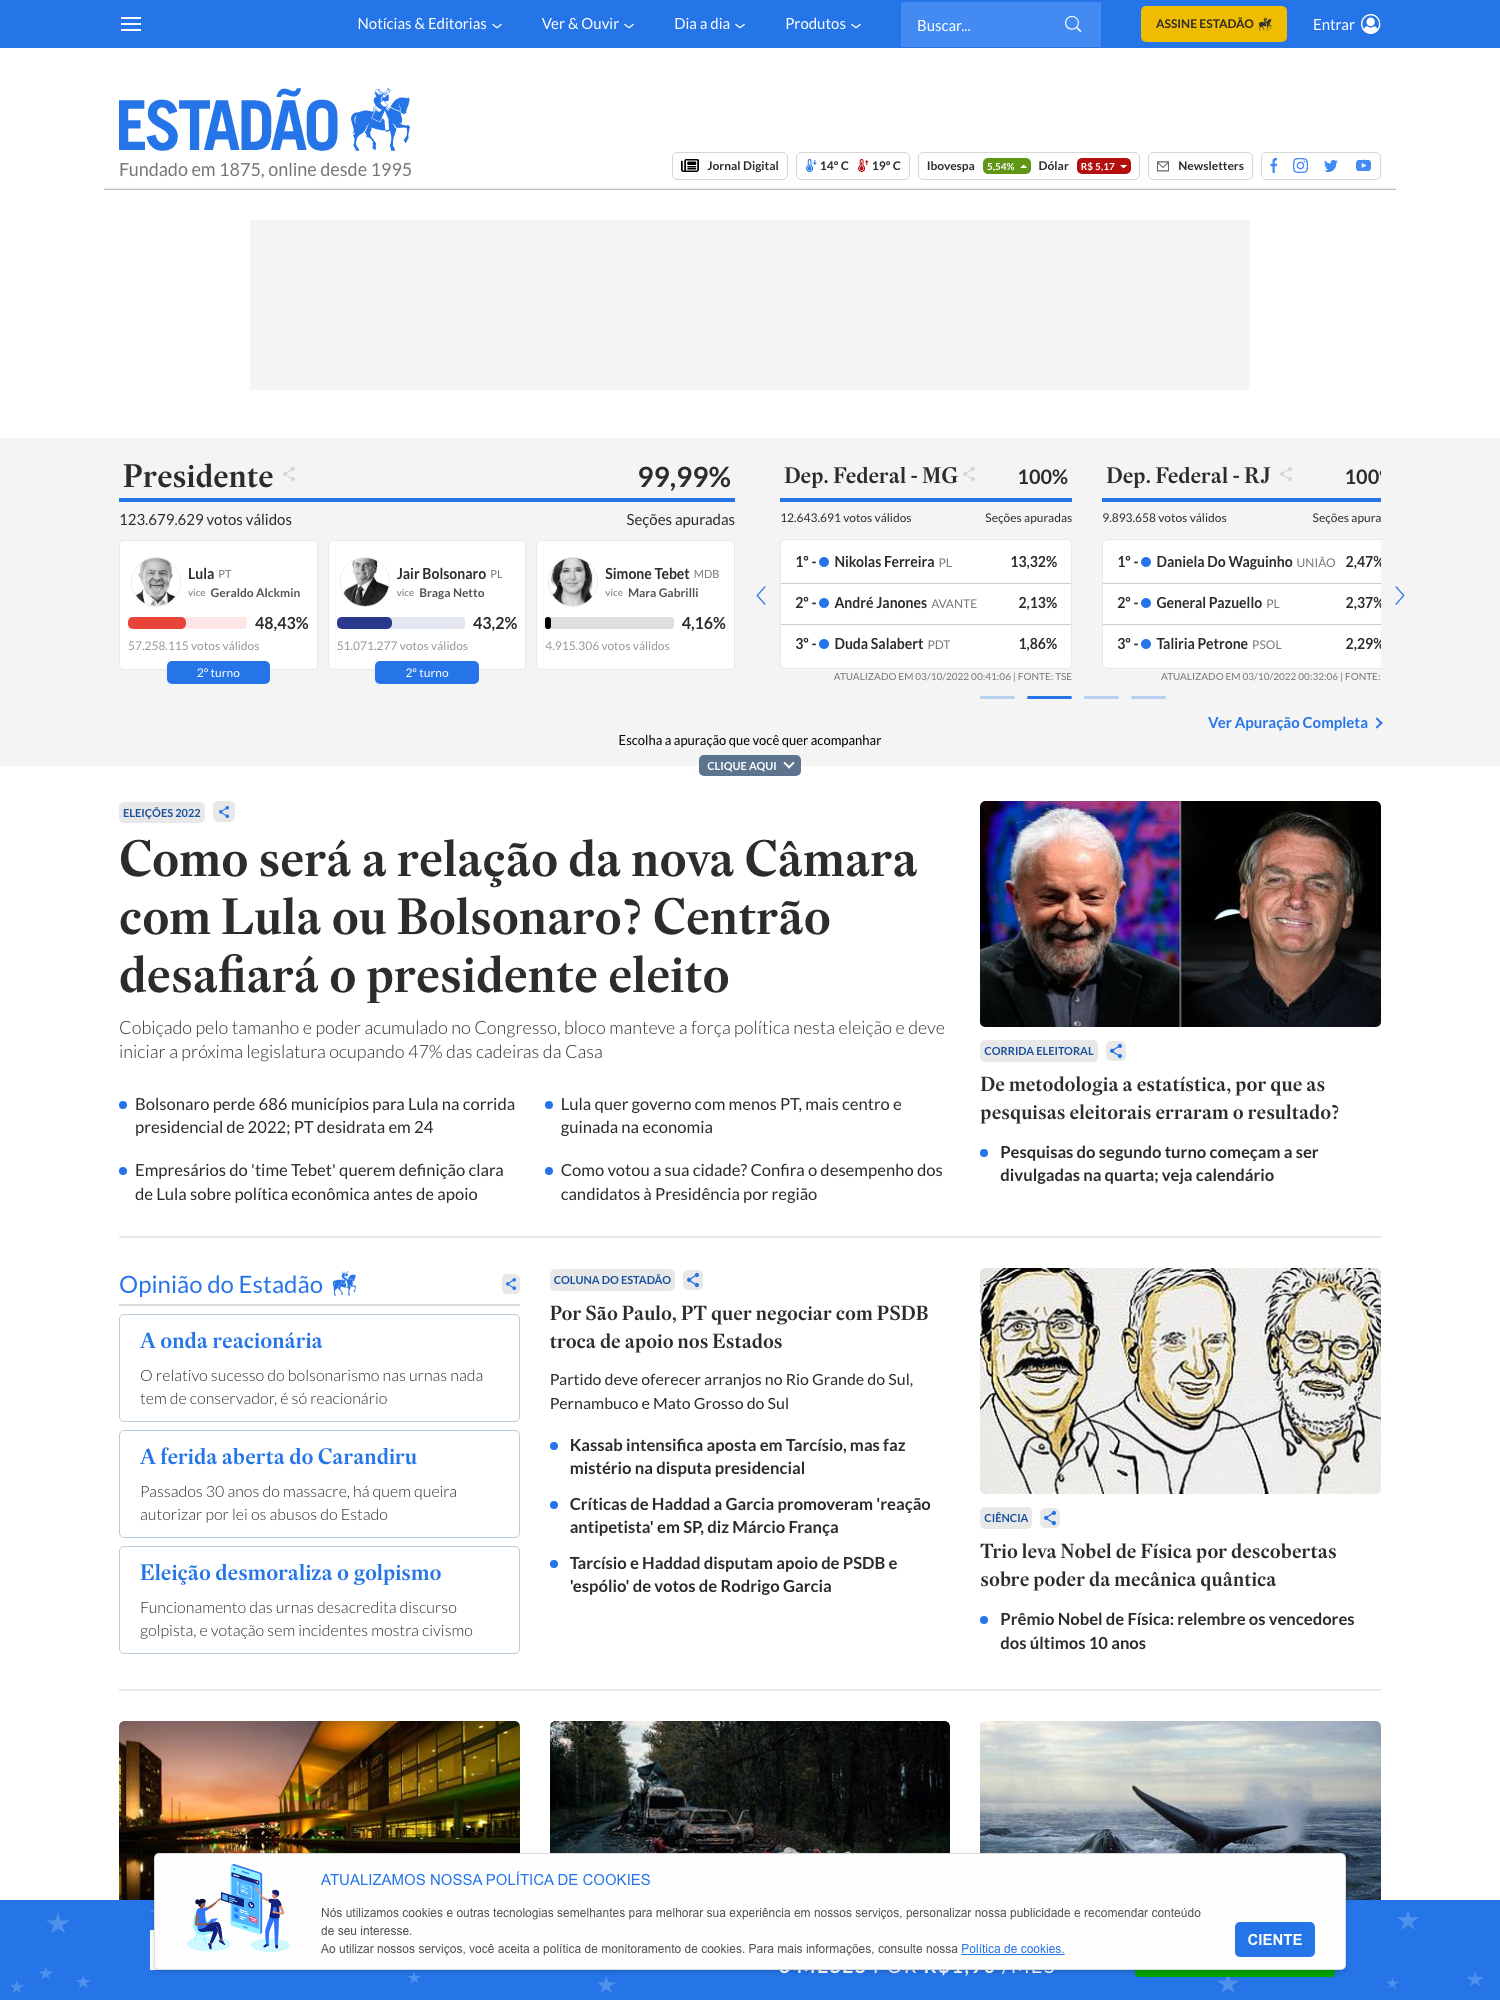 Notícias & Editorias
Ver & Ouvir
Dia a dia
Produtos
Buscar...
ASSINE ESTADÃO
Entrar
ESTADÃO
Fundado em 1875, online desde 1995
Jornal Digital
14º C 19º C
Ibovespa 5,54% Dólar R$ 5,17
Newsletters
Presidente 99,99%
123.679.629 votos válidos Seções apuradas
Lula PT
vice Geraldo Alckmin
48,43%
57.258.115 votos válidos
2º turno
Jair Bolsonaro PL
vice Braga Netto
43,2%
51.071.277 votos válidos
2º turno
Simone Tebet MDB
vice Mara Gabrilli
4,16%
4.915.306 votos válidos
Dep. Federal - MG 100%
12.643.691 votos válidos Seções apuradas
1º - Nikolas Ferreira PL 13,32%
2º - André Janones AVANTE 2,13%
3º - Duda Salabert PDT 1,86%
ATUALIZADO EM 03/10/2022 00:41:06 | FONTE: TSE
Dep. Federal - RJ 100
9.893.658 votos válidos Seções apura
1º - Daniela Do Waguinho UNIÃO 2,47%
2º - General Pazuello PL 2,37%
3º - Taliria Petrone PSOL 2,29%
ATUALIZADO EM 03/10/2022 00:32:06 | FONTE:
Ver Apuração Completa
Escolha a apuração que você quer acompanhar
CLIQUE AQUI
ELEIÇÕES 2022
Como será a relação da nova Câmara
com Lula ou Bolsonaro? Centrão
desafiará o presidente eleito
Cobiçado pelo tamanho e poder acumulado no Congresso, bloco manteve a força política nesta eleição e deve
iniciar a próxima legislatura ocupando 47% das cadeiras da Casa
Bolsonaro perde 686 municípios para Lula na corrida
presidencial de 2022; PT desidrata em 24
Lula quer governo com menos PT, mais centro e
guinada na economia
Empresários do 'time Tebet' querem definição clara
de Lula sobre política econômica antes de apoio
Como votou a sua cidade? Confira o desempenho dos
candidatos à Presidência por região
CORRIDA ELEITORAL
De metodologia a estatística, por que as
pesquisas eleitorais erraram o resultado?
Pesquisas do segundo turno começam a ser
divulgadas na quarta; veja calendário
Opinião do Estadão
A onda reacionária
O relativo sucesso do bolsonarismo nas urnas nada
tem de conservador, é só reacionário
A ferida aberta do Carandiru
Passados 30 anos do massacre, há quem queira
autorizar por lei os abusos do Estado
Eleição desmoraliza o golpismo
Funcionamento das urnas desacredita discurso
golpista, e votação sem incidentes mostra civismo
COLUNA DO ESTADÃO
Por São Paulo, PT quer negociar com PSDB
troca de apoio nos Estados
Partido deve oferecer arranjos no Rio Grande do Sul,
Pernambuco e Mato Grosso do Sul
Kassab intensifica aposta em Tarcísio, mas faz
mistério na disputa presidencial
Críticas de Haddad a Garcia promoveram 'reação
antipetista' em SP, diz Márcio França
Tarcísio e Haddad disputam apoio de PSDB e
'espólio' de votos de Rodrigo Garcia
CIÊNCIA
Trio leva Nobel de Física por descobertas
sobre poder da mecânica quântica
Prêmio Nobel de Física: relembre os vencedores
dos últimos 10 anos
ATUALIZAMOS NOSSA POLÍTICA DE COOKIES
Nós utilizamos cookies e outras tecnologias semelhantes para melhorar sua experiência em nossos serviços, personalizar nossa publicidade e recomendar conteúdo
de seu interesse.
Ao utilizar nossos serviços, você aceita a política de monitoramento de cookies. Para mais informações, consulte nossa Política de cookies.
CIENTE